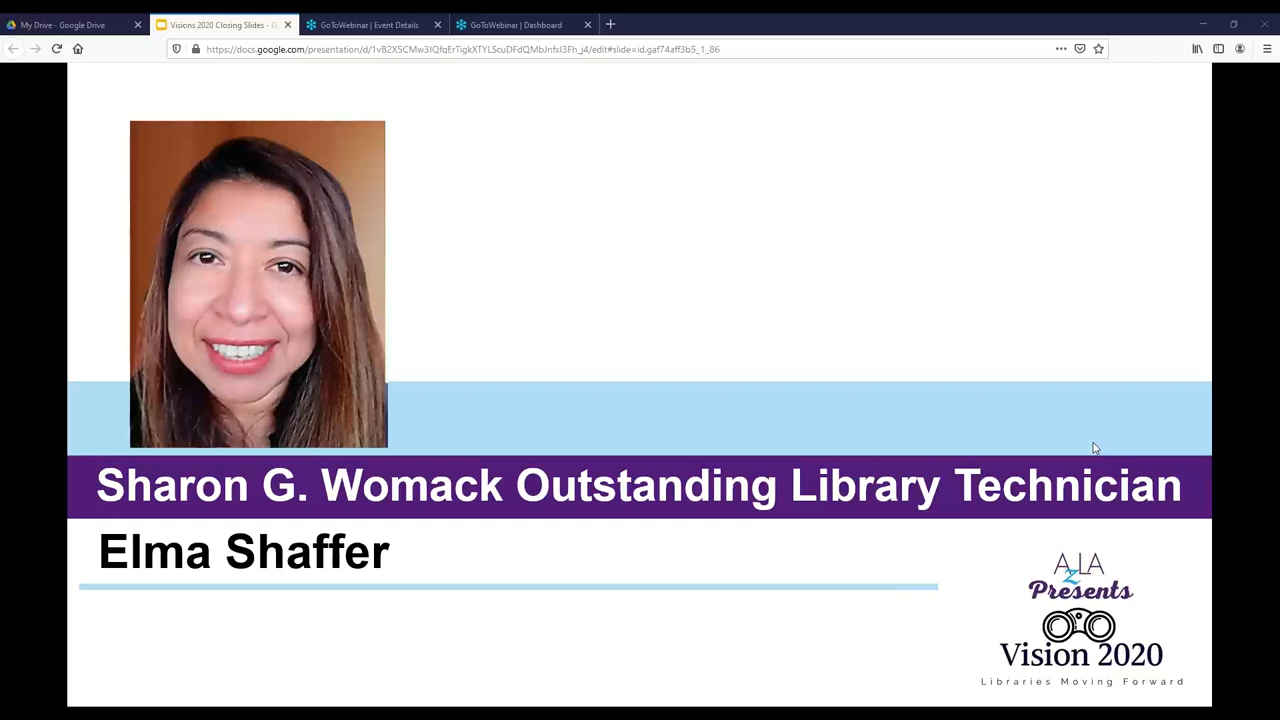 My Drive - Google Drive
Visions 2020 Closing Slides - G
GoToWebinar | Event Details
GoToWebinar | Dashboard
Sharon G. Womack Outstanding Library Technician
Elma Shaffer
AzLA
Presents
Vision 2020
Libraries Moving Forward